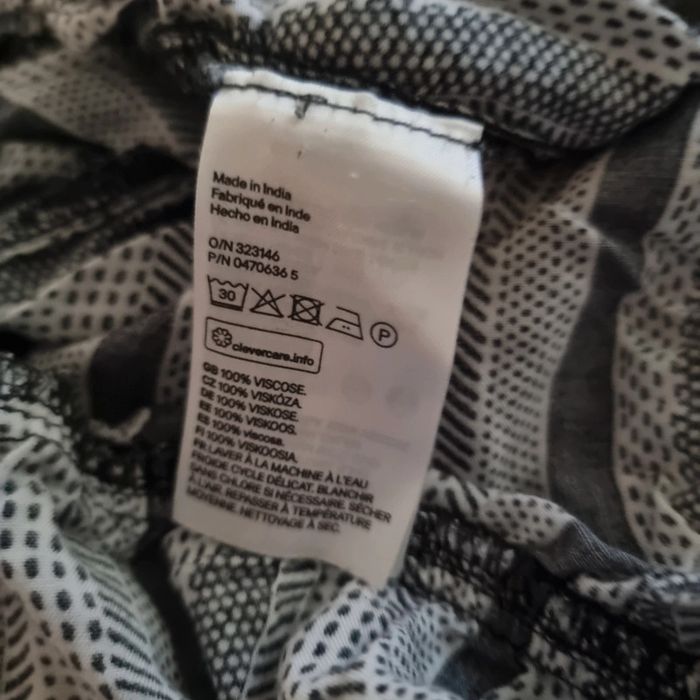 Made in India
Fabriqué en Inde
Hecho en India
O/N 323146
P/N 0470636 5
30
P
clevercare.info
GB 100% VISCOSE.
CZ 100% VISKÓZA.
DE 100% VISKOSE.
EE 100% VISKOOS.
ES 100% viscosa.
FI 100% VISKOOSIA.
FR LAVER À LA MACHINE À L'EAU
FROIDE CYCLE DÉLICAT. BLANCHIR
SANS CHLORE SI NÉCESSAIRE. SÉCHER
À L'AIR. REPASSER À TEMPÉRATURE
MOYENNE. NETTOYAGE À SEC.